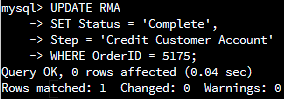 mysql> UPDATE RMA
-> SET Status = 'Complete',
-> Step = 'Credit Customer Account'
-> WHERE OrderID = 5175;
Query OK, 0 rows affected (0.04 sec)
Rows matched: 1  Changed: 0  Warnings: 0